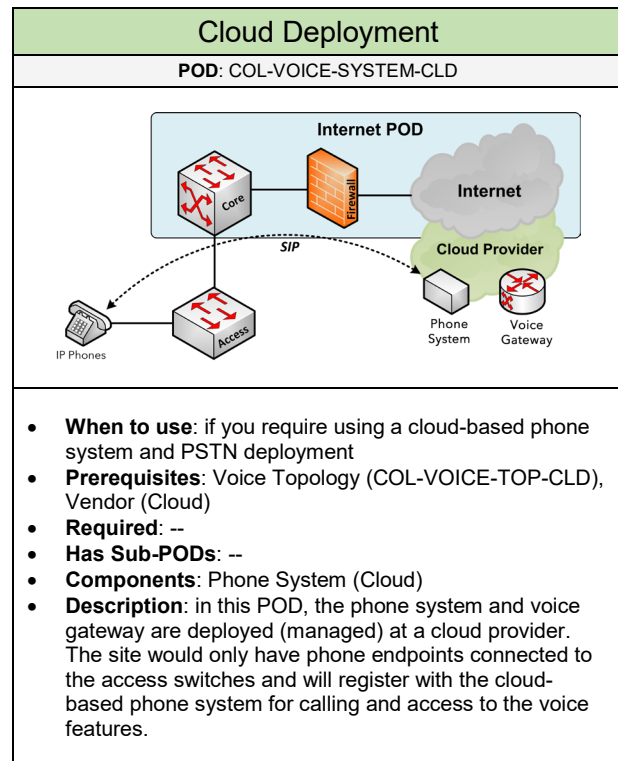 Cloud Deployment
POD: COL-VOICE-SYSTEM-CLD
Internet POD
Core
Firewall
Internet
Cloud Provider
SIP
IP Phones
Access
Phone
System
Voice
Gateway
• When to use: if you require using a cloud-based phone
system and PSTN deployment
• Prerequisites: Voice Topology (COL-VOICE-TOP-CLD),
Vendor (Cloud)
• Required: --
• Has Sub-PODs: --
• Components: Phone System (Cloud)
• Description: in this POD, the phone system and voice
gateway are deployed (managed) at a cloud provider.
The site would only have phone endpoints connected to
the access switches and will register with the cloud-
based phone system for calling and access to the voice
features.